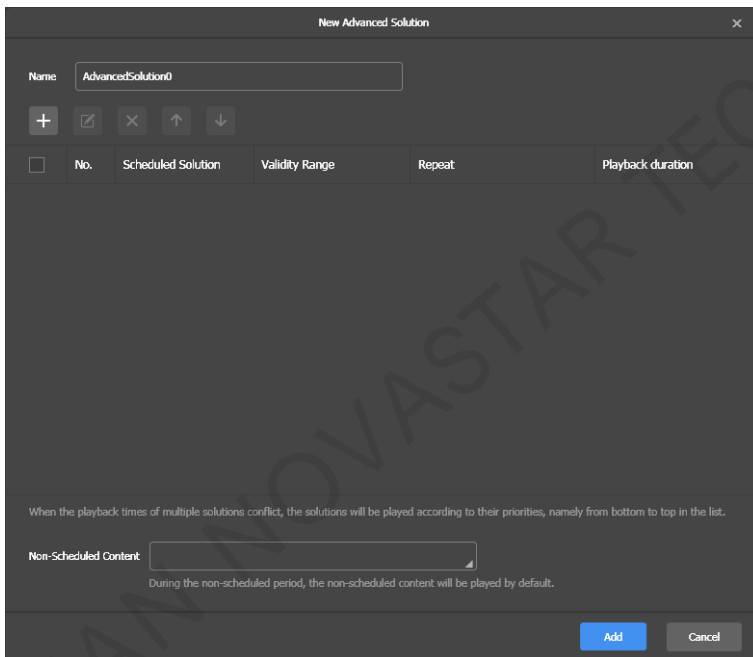 New Advanced Solution
Name AdvancedSolution0
No. Scheduled Solution Validity Range Repeat Playback duration
When the playback times of multiple solutions conflict, the solutions will be played according to their priorities, namely from bottom to top in the list.
Non-Scheduled Content
During the non-scheduled period, the non-scheduled content will be played by default.
Add Cancel
AN NOVASTAR TEC